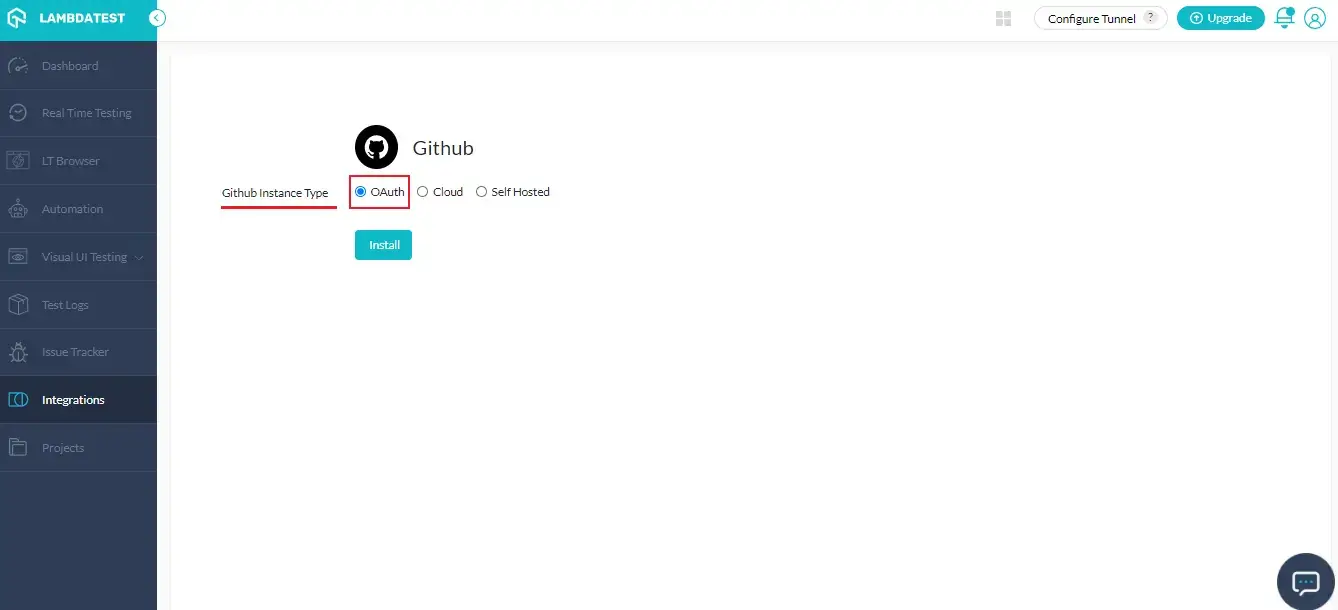 LAMBDATEST
Configure Tunnel ?
Upgrade
Dashboard
Real Time Testing
LT Browser
Automation
Visual UI Testing
Test Logs
Issue Tracker
Integrations
Projects
Github
Github Instance Type
OAuth Cloud Self Hosted
Install